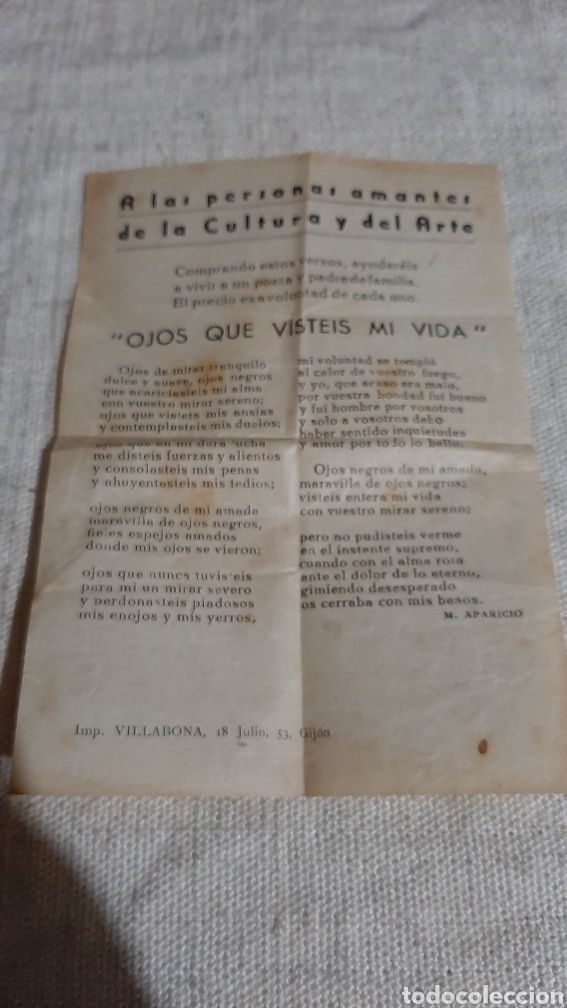 A las personas amantes
de la Cultura y del Arte
Comprando estos versos, ayudaréis
a vivir a un poeta y padre de familia.
El precio es a voluntad de cada uno.
"OJOS QUE VISTEIS MI VIDA"
Ojos de mirar tranquilo
dulce y suave, ojos negros
que acariciasteis mi alma
con vuestro mirar sereno;
ojos que visteis mis ansias
y contemplasteis mis duelos;
ojos que en mi dura lucha
me disteis fuerzas y alientos
y consolasteis mis penas
y ahuyentasteis mis tedios;
ojos negros de mi amada
maravilla de ojos negros,
fieles espejos amados
donde mis ojos se vieron;
ojos que nunca tuvisteis
para mi un mirar severo
y perdonasteis piadosos
mis enojos y mis yerros,
mi voluntad se templó
al calor de vuestro fuego,
y yo, que acaso era malo,
por vuestra bondad fui bueno
y fui hombre por vosotros
y solo a vosotros debo
haber sentido inquietudes
y amor por todo lo bello.
Ojos negros de mi amada,
maravilla de ojos negros;
visteis entera mi vida
con vuestro mirar sereno;
pero no pudisteis verme
en el instante supremo,
cuando con el alma rota
ante el dolor de lo eterno,
gimiendo desesperado
os cerraba con mis besos.
M. APARICIO
Imp. VILLABONA, 18 Julio, 53, Gijón
todocoleccion